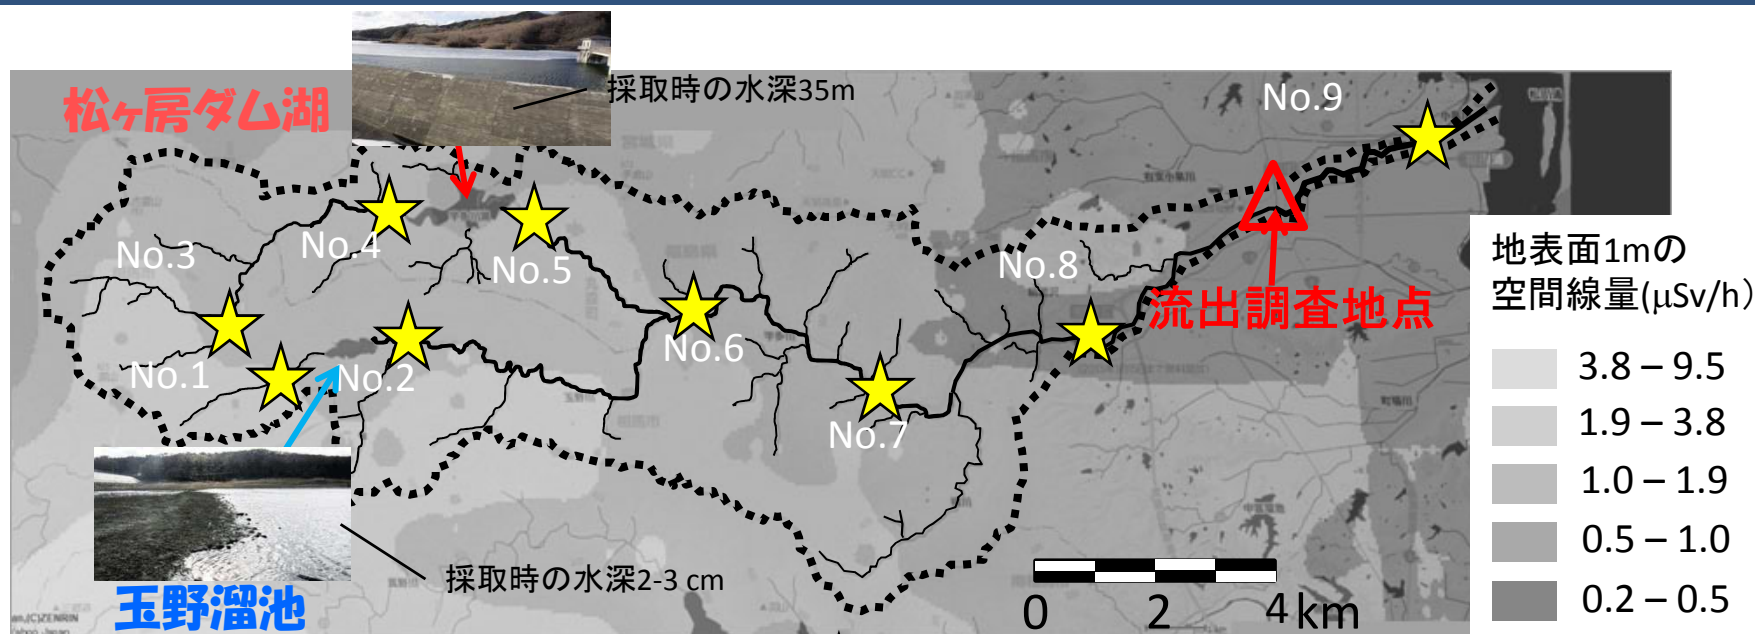 松ヶ房ダム湖
採取時の水深35m
No.9
No.3
No.4
No.5
No.8
No.1
No.2
No.6
No.7
流出調査地点
採取時の水深2-3 cm
玉野溜池
0 2 4 km
地表面1mの
空間線量(μSv/h)
3.8 – 9.5
1.9 – 3.8
1.0 – 1.9
0.5 – 1.0
0.2 – 0.5